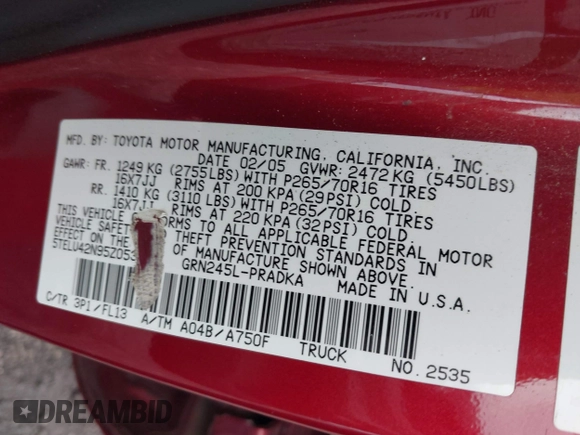 MFD. BY: TOYOTA MOTOR MANUFACTURING, CALIFORNIA, INC.
DATE 02/05 GVWR: 2472 KG (5450LBS)
GAWR: FR. 1249 KG (2755LBS) WITH P265/70R16 TIRES
16X7JJ RIMS AT 200 KPA (29PSI) COLD
RR. 1410 KG (3110 LBS) WITH P265/70R16 TIRES
16X7JJ RIMS AT 220 KPA (32PSI) COLD
THIS VEHICLE FORMS TO ALL APPLICABLE FEDERAL MOTOR
VEHICLE SAFETY THEFT PREVENTION STANDARDS IN
EFFECT ON THE OF MANUFACTURE SHOWN ABOVE.
5TELU42N95Z053 GRN245L-PRADKA MADE IN U.S.A.
C/TR 3P1/FL13 A/TM A04B/A750F TRUCK NO.2535
DREAMBID